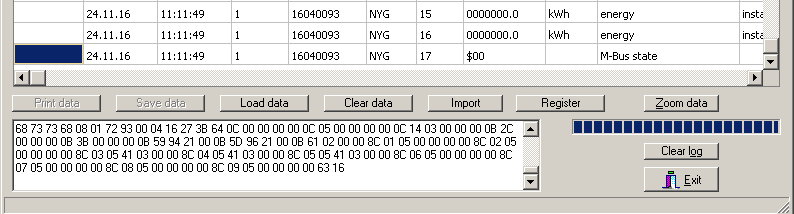 24.11.16 11:11:49 1 16040093 NYG 15 0000000.0 kWh energy insta
24.11.16 11:11:49 1 16040093 NYG 16 0000000.0 kWh energy insta
24.11.16 11:11:49 1 16040093 NYG 17 $00 M-Bus state
Print data Save data Load data Clear data Import Register Zoom data
68 73 73 68 08 01 72 93 00 04 16 27 3B 64 0C 00 00 00 00 0C 05 00 00 00 00 0C 14 03 00 00 00 0B 2C
00 00 00 0B 3B 00 00 00 0B 59 94 21 00 0B 5D 96 21 00 0B 61 02 00 00 8C 01 05 00 00 00 00 8C 02 05
00 00 00 00 8C 03 05 41 03 00 00 8C 04 05 41 03 00 00 8C 05 05 41 03 00 00 8C 06 05 00 00 00 00 8C
07 05 00 00 00 00 8C 08 05 00 00 00 00 8C 09 05 00 00 00 00 63 16
Clear log
Exit